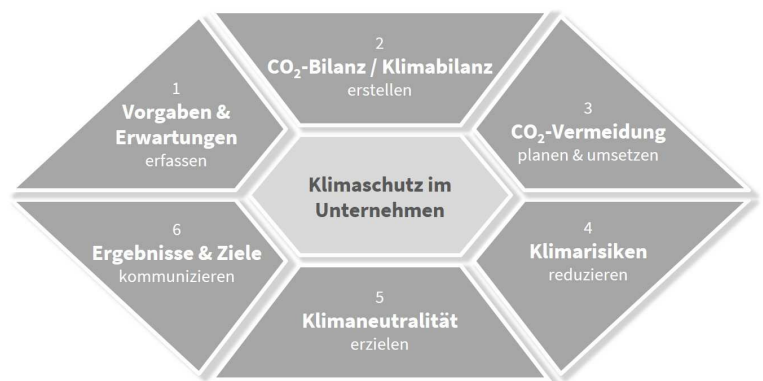 1
Vorgaben &
Erwartungen
erfassen
2
CO₂-Bilanz / Klimabilanz
erstellen
3
CO₂-Vermeidung
planen & umsetzen
4
Klimarisiken
reduzieren
5
Klimaneutralität
erzielen
6
Ergebnisse & Ziele
kommunizieren
Klimaschutz im
Unternehmen